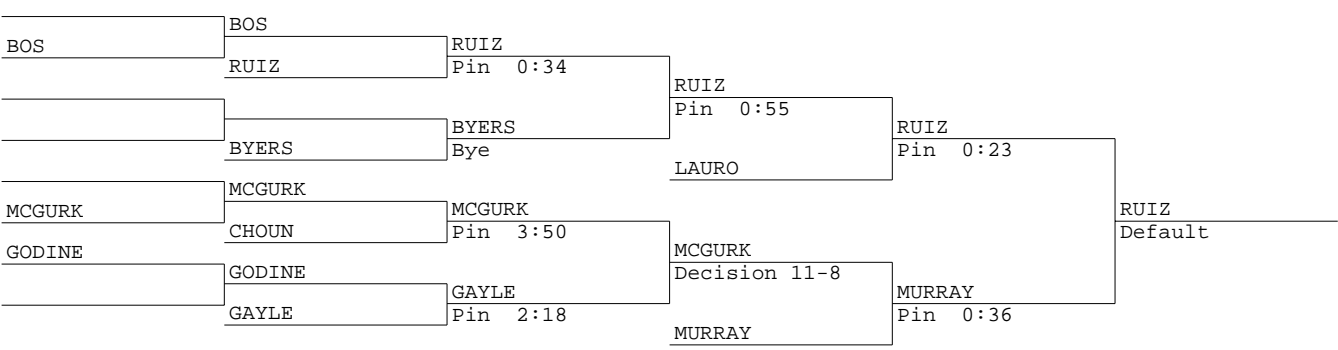 BOS
BOS
RUIZ
RUIZ
Pin 0:34
RUIZ
Pin 0:55
BYERS
BYERS
Bye
RUIZ
Pin 0:23
LAURO
MCGURK
MCGURK
MCGURK
CHOUN
Pin 3:50
RUIZ
Default
GODINE
MCGURK
Decision 11-8
GODINE
GAYLE
GAYLE
Pin 2:18
MURRAY
Pin 0:36
MURRAY